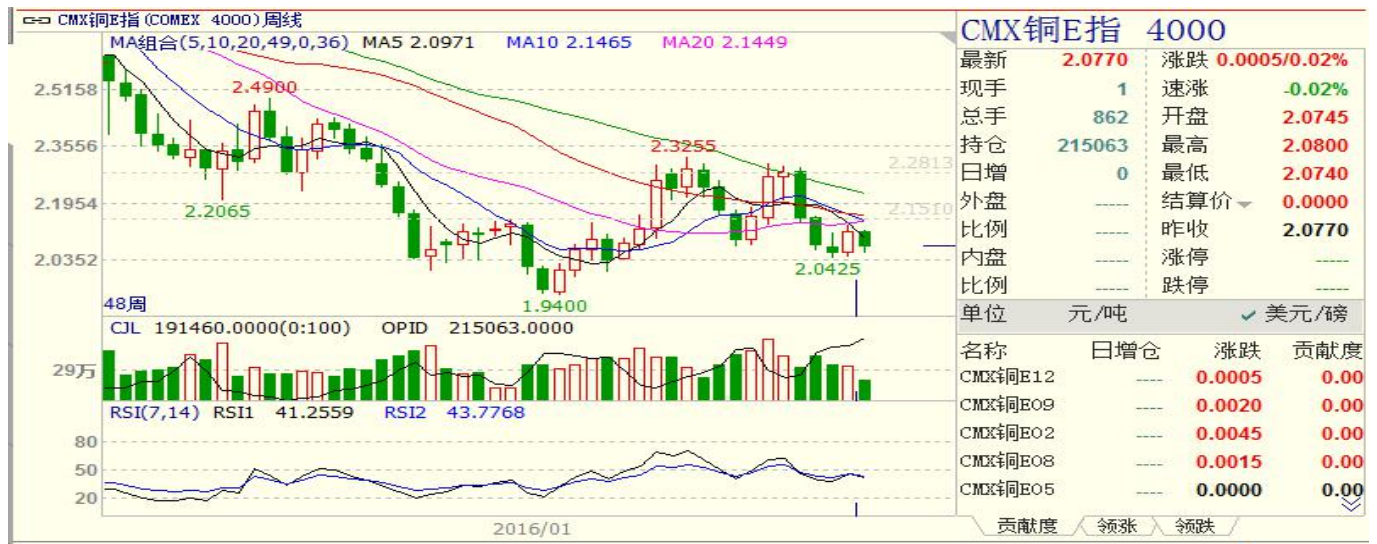 CMX铜E指(COMEX 4000)周线
MA组合(5,10,20,49,0,36) MA5 2.0971 MA10 2.1465 MA20 2.1449
2.5158
2.3556
2.1954
2.0352
2.4900
2.2065
2.3255
2.2813
2.1510
2.0425
1.9400
48周
CJL 191460.0000(0:100) OPID 215063.0000
29万
RSI(7,14) RSI1 41.2559 RSI2 43.7768
80
50
20
2016/01
CMX铜E指 4000
最新 2.0770 涨跌 0.0005/0.02%
现手 1 速涨 -0.02%
总手 862 开盘 2.0745
持仓 215063 最高 2.0800
日增 0 最低 2.0740
外盘 ----- 结算价 0.0000
比例 ----- 昨收 2.0770
内盘 ----- 涨停 -----
比例 ----- 跌停 -----
单位 元/吨 美元/磅
名称 日增仓 涨跌 贡献度
CMX铜E12 ---- 0.0005 0.00
CMX铜E09 ---- 0.0020 0.00
CMX铜E02 ---- 0.0045 0.00
CMX铜E08 ---- 0.0015 0.00
CMX铜E05 ---- 0.0000 0.00
贡献度 领涨 领跌